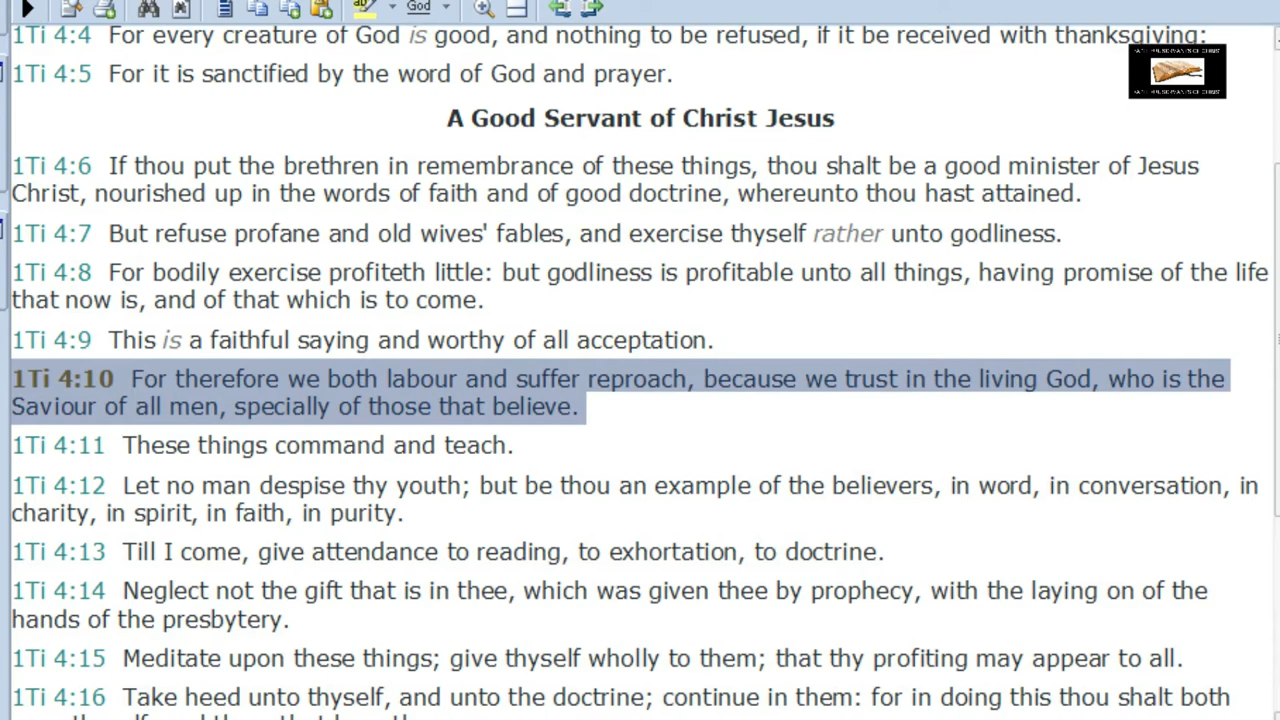 God
1Ti 4:4 For every creature of God is good, and nothing to be refused, if it be received with thanksgiving:
1Ti 4:5 For it is sanctified by the word of God and prayer.
A Good Servant of Christ Jesus
1Ti 4:6 If thou put the brethren in remembrance of these things, thou shalt be a good minister of Jesus
Christ, nourished up in the words of faith and of good doctrine, whereunto thou hast attained.
1Ti 4:7 But refuse profane and old wives' fables, and exercise thyself rather unto godliness.
1Ti 4:8 For bodily exercise profiteth little: but godliness is profitable unto all things, having promise of the life
that now is, and of that which is to come.
1Ti 4:9 This is a faithful saying and worthy of all acceptation.
1Ti 4:10 For therefore we both labour and suffer reproach, because we trust in the living God, who is the
Saviour of all men, specially of those that believe.
1Ti 4:11 These things command and teach.
1Ti 4:12 Let no man despise thy youth; but be thou an example of the believers, in word, in conversation, in
charity, in spirit, in faith, in purity.
1Ti 4:13 Till I come, give attendance to reading, to exhortation, to doctrine.
1Ti 4:14 Neglect not the gift that is in thee, which was given thee by prophecy, with the laying on of the
hands of the presbytery.
1Ti 4:15 Meditate upon these things; give thyself wholly to them; that thy profiting may appear to all.
1Ti 4:16 Take heed unto thyself, and unto the doctrine; continue in them: for in doing this thou shalt both